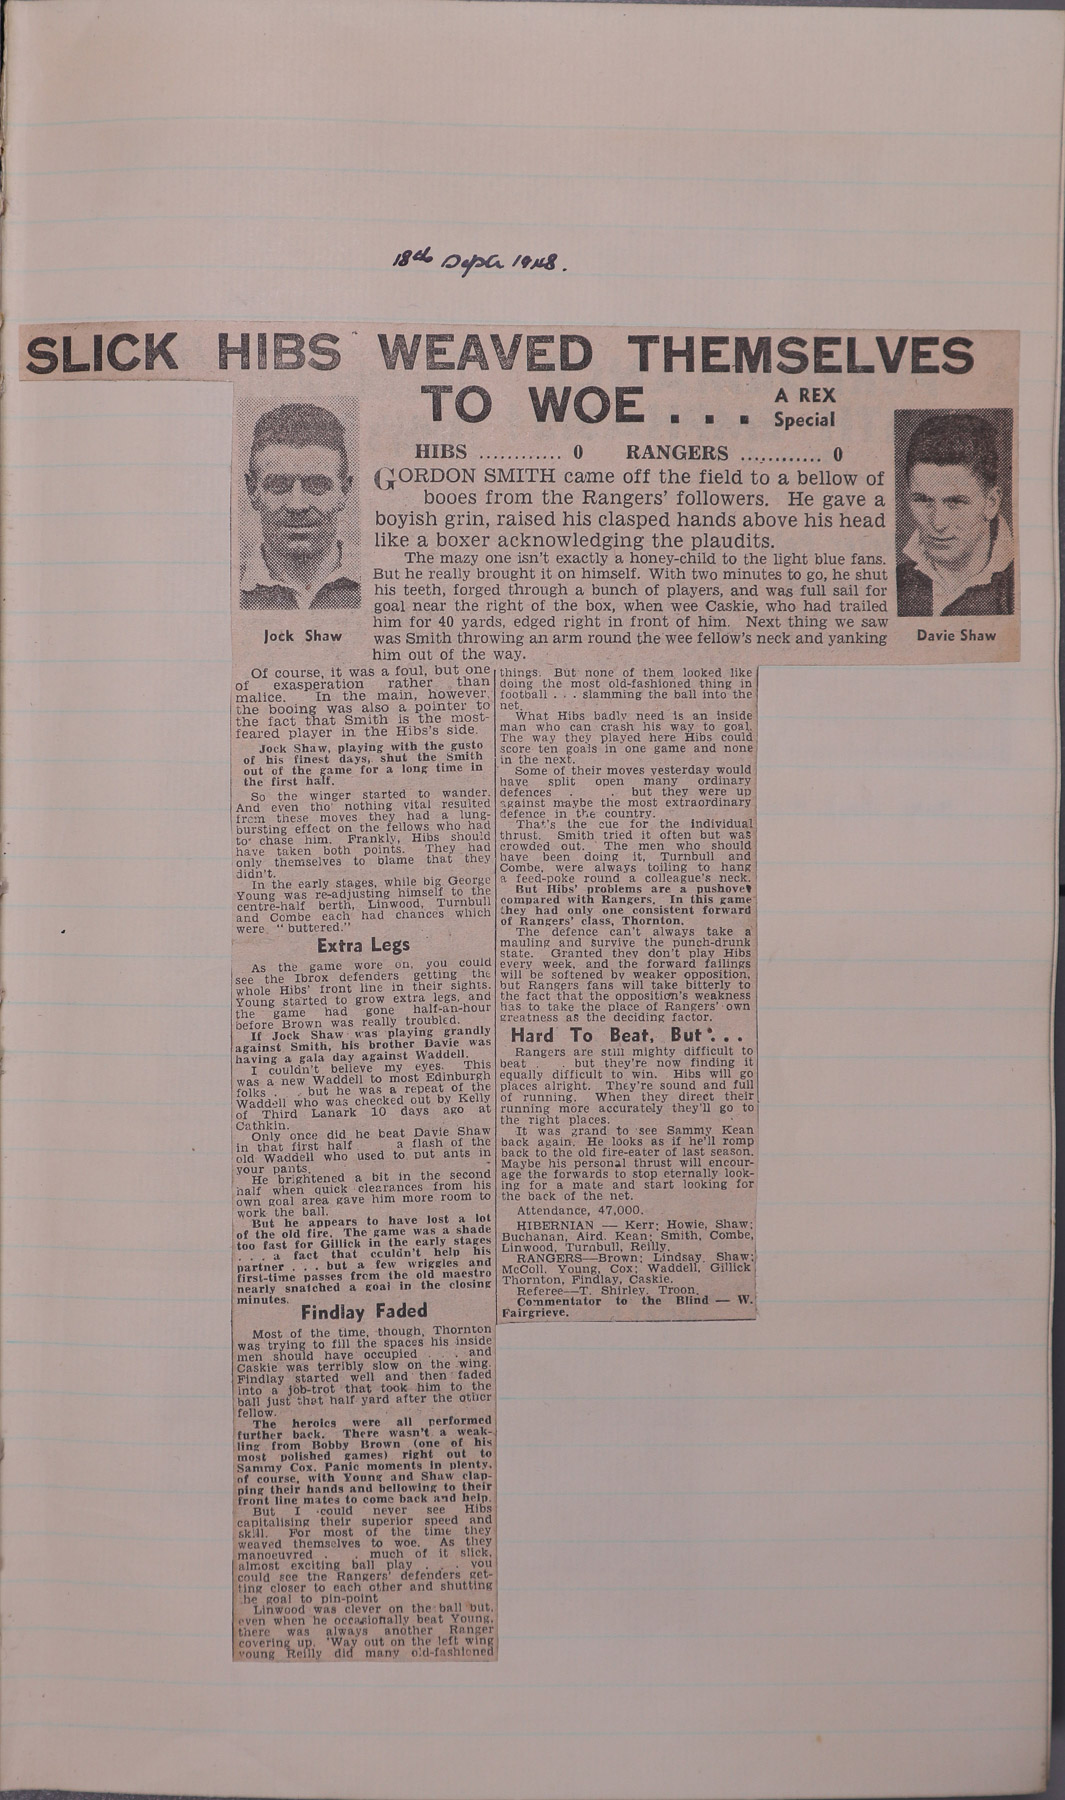 18th Sept 1948.
SLICK HIBS WEAVED THEMSELVES
TO WOE . . .
A REX
Special
HIBS ............ 0 RANGERS ............ 0
GORDON SMITH came off the field to a bellow of
booes from the Rangers' followers. He gave a
boyish grin, raised his clasped hands above his head
like a boxer acknowledging the plaudits.
The mazy one isn't exactly a honey-child to the light blue fans.
But he really brought it on himself. With two minutes to go, he shut
his teeth, forged through a bunch of players, and was full sail for
goal near the right of the box, when wee Caskie, who had trailed
him for 40 yards, edged right in front of him. Next thing we saw
was Smith throwing an arm round the wee fellow's neck and yanking
him out of the way.
Jock Shaw
Davie Shaw
Of course, it was a foul, but one
of exasperation rather than
malice. In the main, however,
the booing was also a pointer to
the fact that Smith is the most-
feared player in the Hibs's side.
Jock Shaw, playing with the gusto
of his finest days, shut the Smith
out of the game for a long time in
the first half.
So the winger started to wander.
And even tho' nothing vital resulted
from these moves they had a lung-
bursting effect on the fellows who had
to chase him. Frankly, Hibs should
have taken both points. They had
only themselves to blame that they
didn't.
In the early stages, while big George
Young was re-adjusting himself to the
centre-half berth, Linwood, Turnbull
and Combe each had chances which
were "buttered."
Extra Legs
As the game wore on, you could
see the Ibrox defenders getting the
whole Hibs' front line in their sights.
Young started to grow extra legs, and
the game had gone half-an-hour
before Brown was really troubled.
If Jock Shaw was playing grandly
against Smith, his brother Davie was
having a gala day against Waddell.
I couldn't believe my eyes. This
was a new Waddell to most Edinburgh
folks . . but he was a repeat of the
Waddell who was checked out by Kelly
of Third Lanark 10 days ago at
Cathkin.
Only once did he beat Davie Shaw
in that first half a flash of the
old Waddell who used to put ants in
your pants.
He brightened a bit in the second
half when quick clearances from his
own goal area gave him more room to
work the ball.
But he appears to have lost a lot
of the old fire. The game was a shade
too fast for Gillick in the early stages
. . . a fact that couldn't help his
partner . . . but a few wriggles and
first-time passes from the old maestro
nearly snatched a goal in the closing
minutes.
Findlay Faded
Most of the time, though, Thornton
was trying to fill the spaces his inside
men should have occupied . . . and
Caskie was terribly slow on the wing.
Findlay started well and then faded
into a job-trot that took him to the
ball just that half yard after the other
fellow.
The heroics were all performed
further back. There wasn't a weak-
ling from Bobby Brown (one of his
most polished games) right out to
Sammy Cox. Panic moments in plenty,
of course, with Young and Shaw clap-
ping their hands and bellowing to their
front line mates to come back and help.
But I could never see Hibs
capitalising their superior speed and
skill. For most of the time they
weaved themselves to woe. As they
manoeuvred . . much of it slick,
almost exciting ball play . . . you
could see the Rangers' defenders get-
ting closer to each other and shutting
the goal to pin-point
Linwood was clever on the ball but,
even when he occasionally beat Young,
there was always another Ranger
covering up. 'Way out on the left wing
young Reilly did many old-fashioned
things. But none of them looked like
doing the most old-fashioned thing in
football . . . slamming the ball into the
net.
What Hibs badly need is an inside
man who can crash his way to goal.
The way they played here Hibs could
score ten goals in one game and none
in the next.
Some of their moves yesterday would
have split open many ordinary
defences . . but they were up
against maybe the most extraordinary
defence in the country.
That's the cue for the individual
thrust. Smith tried it often but was
crowded out. The men who should
have been doing it, Turnbull and
Combe, were always toiling to hang
a feed-poke round a colleague's neck.
But Hibs' problems are a pushover
compared with Rangers. In this game
they had only one consistent forward
of Rangers' class, Thornton.
The defence can't always take a
mauling and survive the punch-drunk
state. Granted they don't play Hibs
every week, and the forward failings
will be softened by weaker opposition,
but Rangers fans will take bitterly to
the fact that the opposition's weakness
has to take the place of Rangers' own
greatness as the deciding factor.
Hard To Beat, But . . .
Rangers are still mighty difficult to
beat . . but they're now finding it
equally difficult to win. Hibs will go
places alright. They're sound and full
of running. When they direct their
running more accurately they'll go to
the right places.
It was grand to see Sammy Kean
back again. He looks as if he'll romp
back to the old fire-eater of last season.
Maybe his personal thrust will encour-
age the forwards to stop eternally look-
ing for a mate and start looking for
the back of the net.
Attendance, 47,000.
HIBERNIAN — Kerr; Howie, Shaw;
Buchanan, Aird. Kean; Smith, Combe,
Linwood, Turnbull, Reilly.
RANGERS—Brown; Lindsay, Shaw;
McColl, Young, Cox; Waddell, Gillick
Thornton, Findlay, Caskie.
Referee—T. Shirley, Troon.
Commentator to the Blind — W.
Fairgrieve.